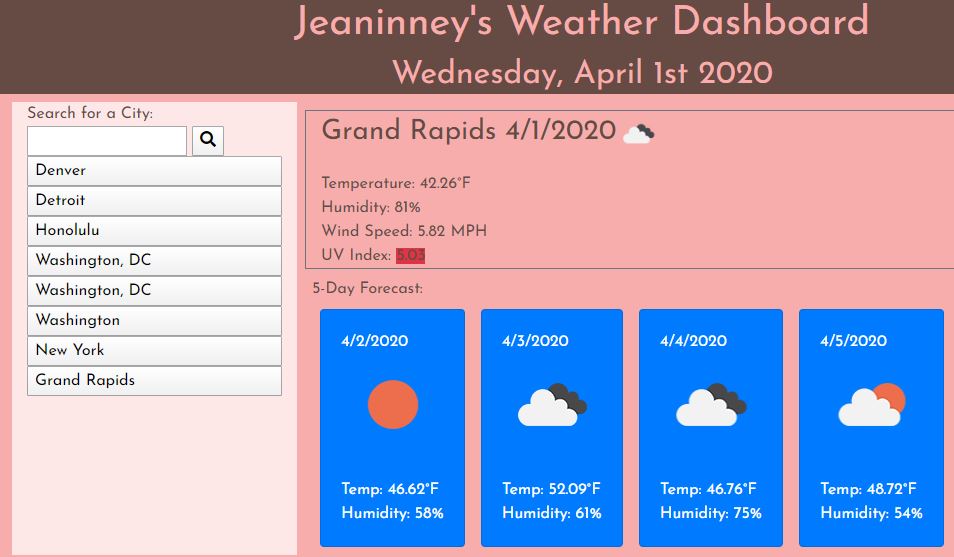 Jeaninney's Weather Dashboard
Wednesday, April 1st 2020
Search for a City:
Denver
Detroit
Honolulu
Washington, DC
Washington, DC
Washington
New York
Grand Rapids
Grand Rapids 4/1/2020
Temperature: 42.26°F
Humidity: 81%
Wind Speed: 5.82 MPH
UV Index: 5.03
5-Day Forecast:
4/2/2020
Temp: 46.62°F
Humidity: 58%
4/3/2020
Temp: 52.09°F
Humidity: 61%
4/4/2020
Temp: 46.76°F
Humidity: 75%
4/5/2020
Temp: 48.72°F
Humidity: 54%